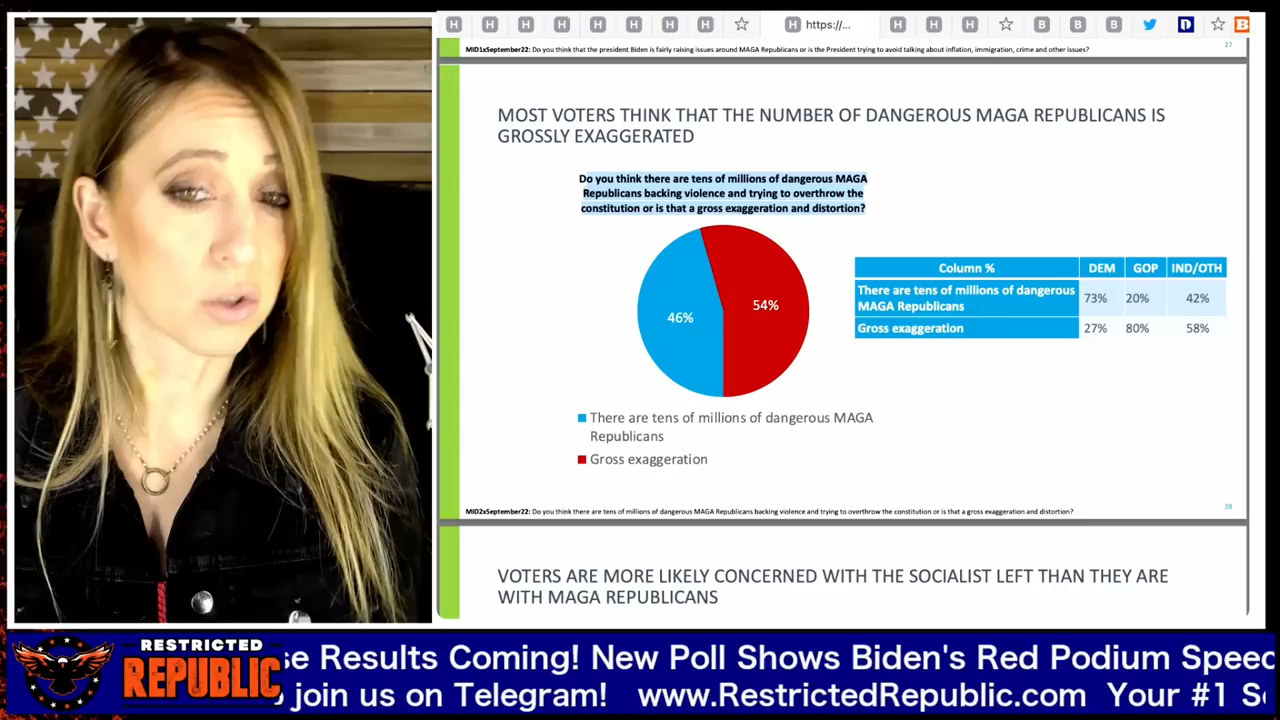 H H H H H H H H https://... H H H B B B D B
MID1xSeptember22: Do you think that the president Biden is fairly raising issues around MAGA Republicans or is the President trying to avoid talking about inflation, immigration, crime and other issues?
27
MOST VOTERS THINK THAT THE NUMBER OF DANGEROUS MAGA REPUBLICANS IS
GROSSLY EXAGGERATED
Do you think there are tens of millions of dangerous MAGA
Republicans backing violence and trying to overthrow the
constitution or is that a gross exaggeration and distortion?
46%
54%
Column % DEM GOP IND/OTH
There are tens of millions of dangerous
MAGA Republicans 73% 20% 42%
Gross exaggeration 27% 80% 58%
There are tens of millions of dangerous MAGA
Republicans
Gross exaggeration
MID2xSeptember22: Do you think there are tens of millions of dangerous MAGA Republicans backing violence and trying to overthrow the constitution or is that a gross exaggeration and distortion?
28
VOTERS ARE MORE LIKELY CONCERNED WITH THE SOCIALIST LEFT THAN THEY ARE
WITH MAGA REPUBLICANS
RESTRICTED
REPUBLIC
se Results Coming! New Poll Shows Biden's Red Podium Speec
join us on Telegram! www.RestrictedRepublic.com Your #1 S